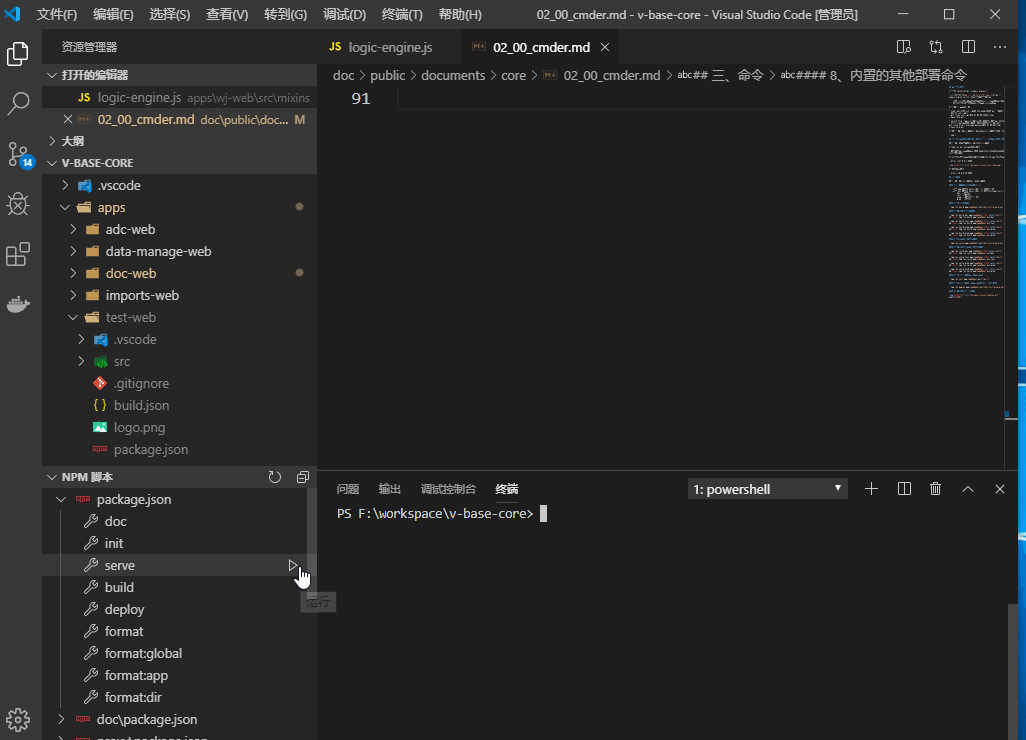 文件(F) 编辑(E) 选择(S) 查看(V) 转到(G) 调试(D) 终端(T) 帮助(H) 02_00_cmder.md - v-base-core - Visual Studio Code [管理员]
资源管理器
JS logic-engine.js
02_00_cmder.md
打开的编辑器
JS logic-engine.js apps\wj-web\src\mixins
02_00_cmder.md doc\public\doc... M
大纲
V-BASE-CORE
.vscode
apps
adc-web
data-manage-web
doc-web
imports-web
test-web
.vscode
src
.gitignore
build.json
logo.png
package.json
14
doc > public > documents > core > 02_00_cmder.md > abc## 三、命令 > abc#### 8、内置的其他部署命令
91
NPM 脚本
package.json
doc
init
serve
build
deploy
format
format:global
format:app
format:dir
doc\package.json
运行
问题 输出 调试控制台 终端
1: powershell
PS F:\workspace\v-base-core>